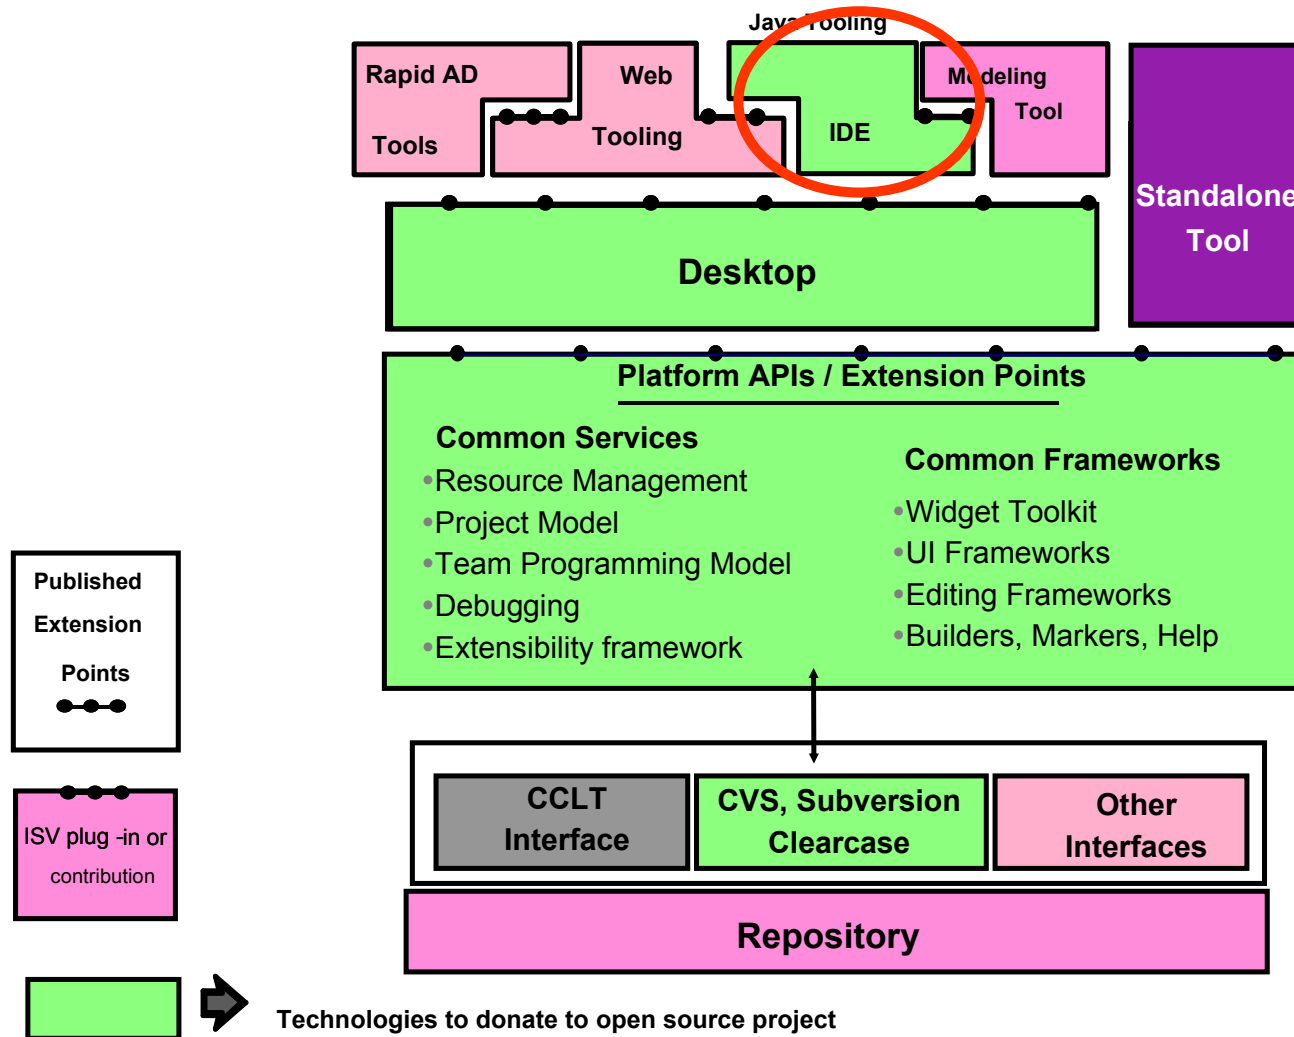 Java Tooling
Rapid AD
Tools
Web
Tooling
IDE
Modeling
Tool
Standalone
Tool
Desktop
Platform APIs / Extension Points
Common Services
•Resource Management
•Project Model
•Team Programming Model
•Debugging
•Extensibility framework
Common Frameworks
•Widget Toolkit
•UI Frameworks
•Editing Frameworks
•Builders, Markers, Help
Published
Extension
Points
CCLT
Interface
CVS, Subversion
Clearcase
Other
Interfaces
ISV plug -in or
contribution
Repository
Technologies to donate to open source project